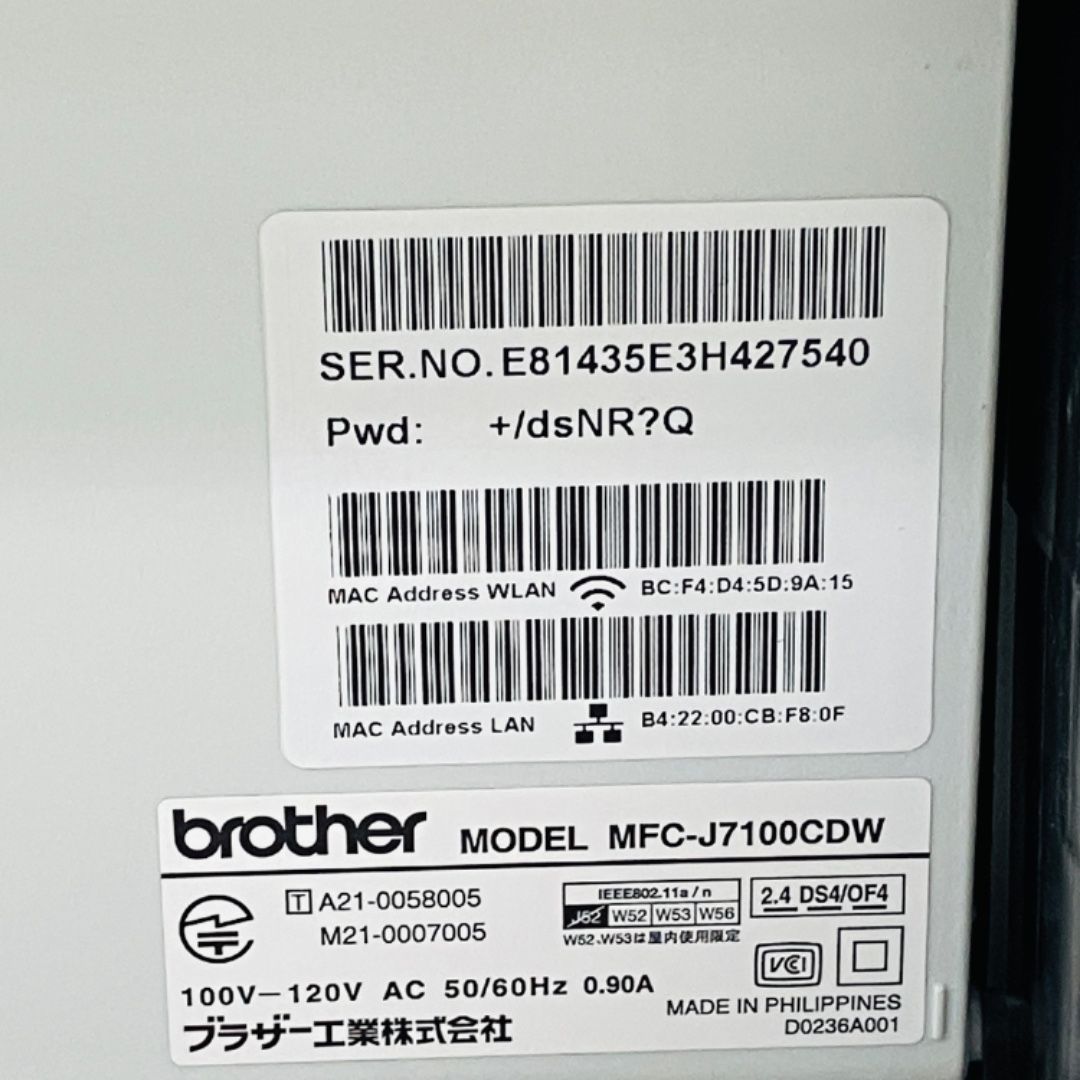 SER.NO. E81435E3H427540
Pwd: +/dsNR?Q
MAC Address WLAN BC:F4:D4:5D:9A:15
MAC Address LAN B4:22:00:CB:F8:0F
brother MODEL MFC-J7100CDW
T A21-0058005
M21-0007005
IEEE802.11a/n
J52 W52 W53 W56
W52、W53は屋内使用限定
2.4 DS4/OF4
VCI
100V-120V AC 50/60Hz 0.90A
MADE IN PHILIPPINES
ブラザー工業株式会社
D0236A001